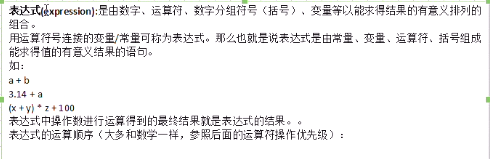 表达式(expression):是由数字、运算符、数字分组符号（括号）、变量等以能求得结果的有意义排列的
组合。
用运算符号连接的变量/常量可称为表达式。那么也就是说表达式是由常量、变量、运算符、括号组成
能求得值的有意义结果的语句。
如：
a + b
3.14 + a
(x + y) * z + 100
表达式中操作数进行运算得到的最终结果就是表达式的结果。。
表达式的运算顺序（大多和数学一样，参照后面的运算符操作优先级）：